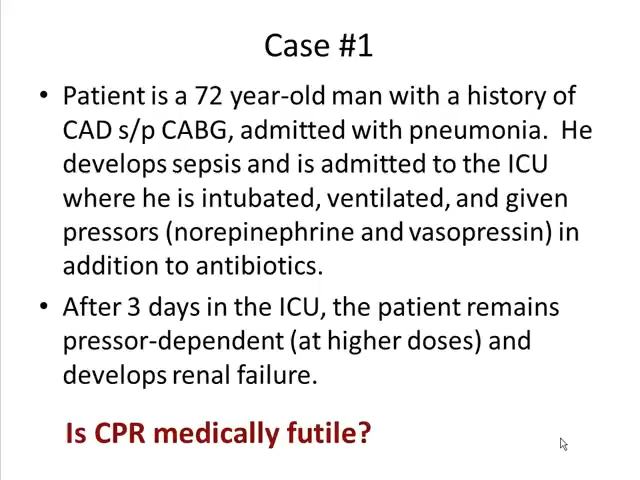 Case #1
• Patient is a 72 year-old man with a history of
CAD s/p CABG, admitted with pneumonia.  He
develops sepsis and is admitted to the ICU
where he is intubated, ventilated, and given
pressors (norepinephrine and vasopressin) in
addition to antibiotics.
• After 3 days in the ICU, the patient remains
pressor-dependent (at higher doses) and
develops renal failure.
Is CPR medically futile?